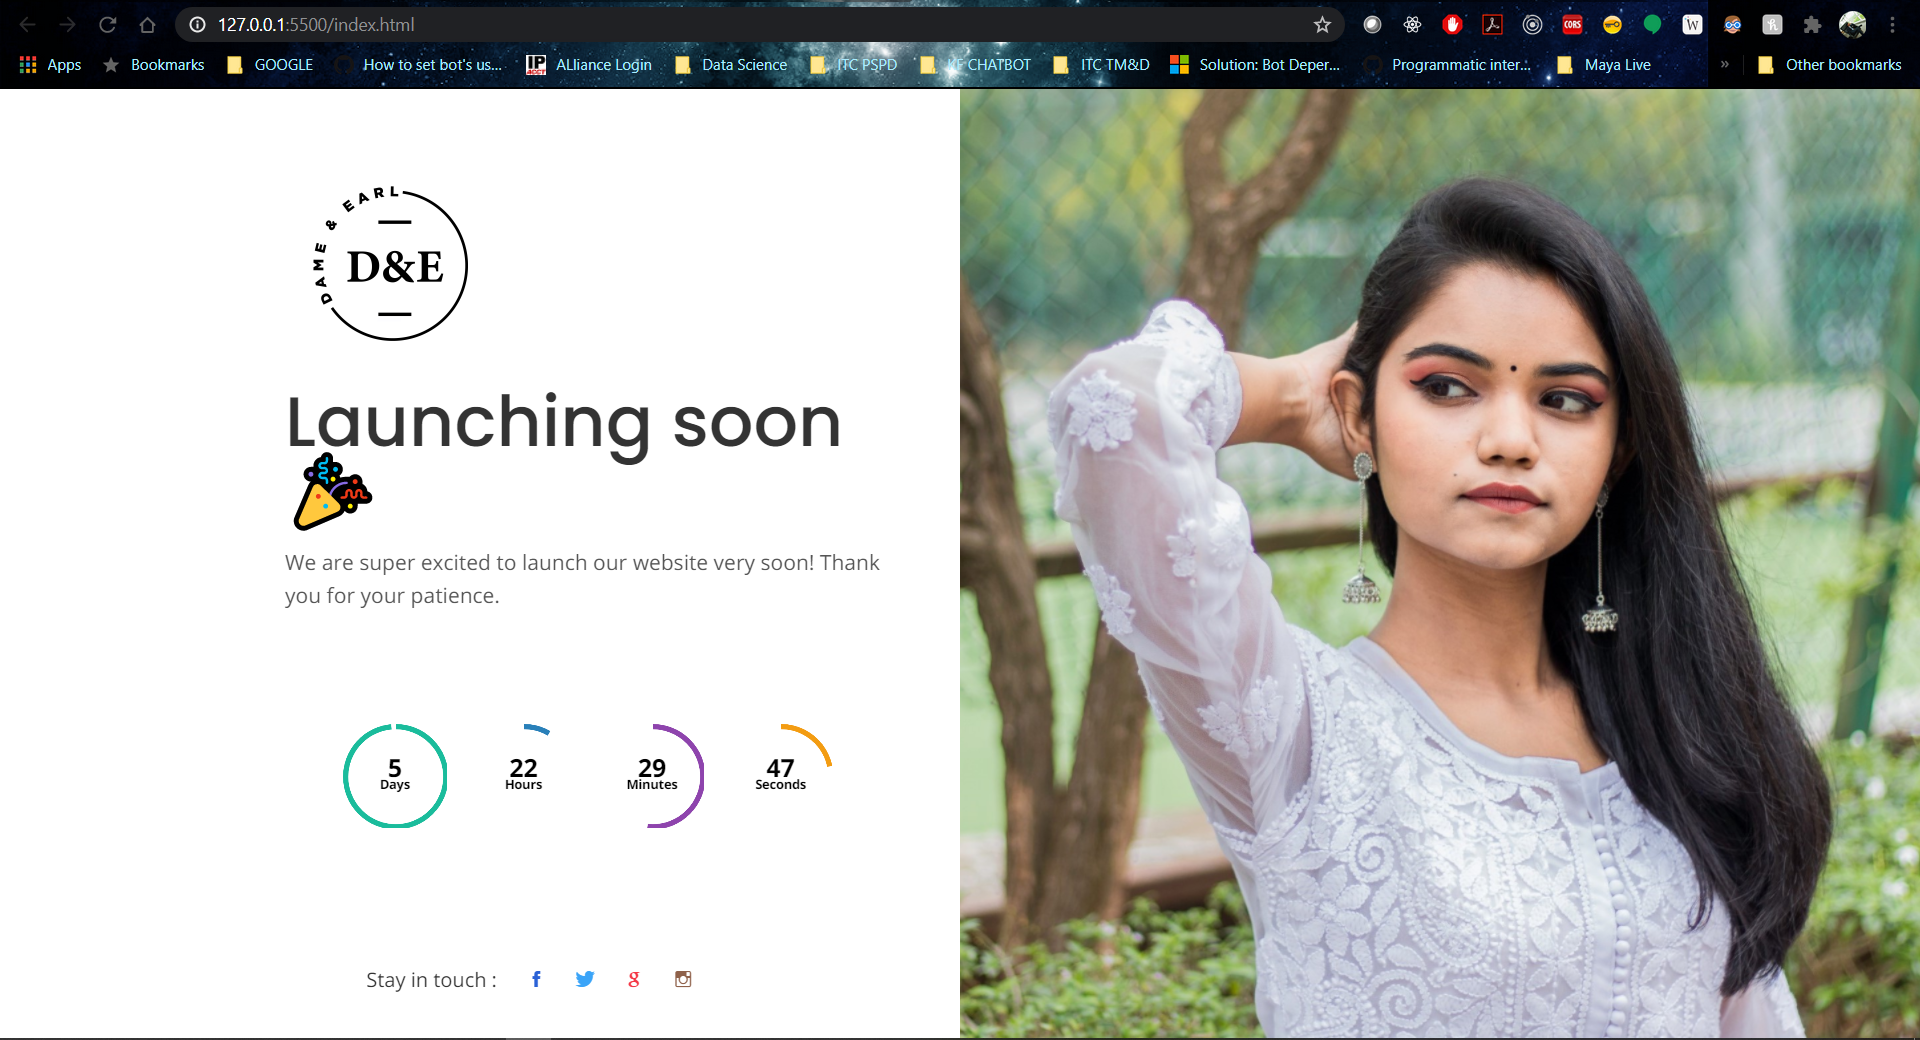 127.0.0.1:5500/index.html
Apps Bookmarks GOOGLE How to set bot's us... ALliance Login Data Science ITC PSPD CHATBOT ITC TM&D Solution: Bot Deper... Programmatic inter... Maya Live » Other bookmarks
DAME & EARL
D&E
Launching soon
We are super excited to launch our website very soon! Thank
you for your patience.
5 22 29 47
Days Hours Minutes Seconds
Stay in touch :